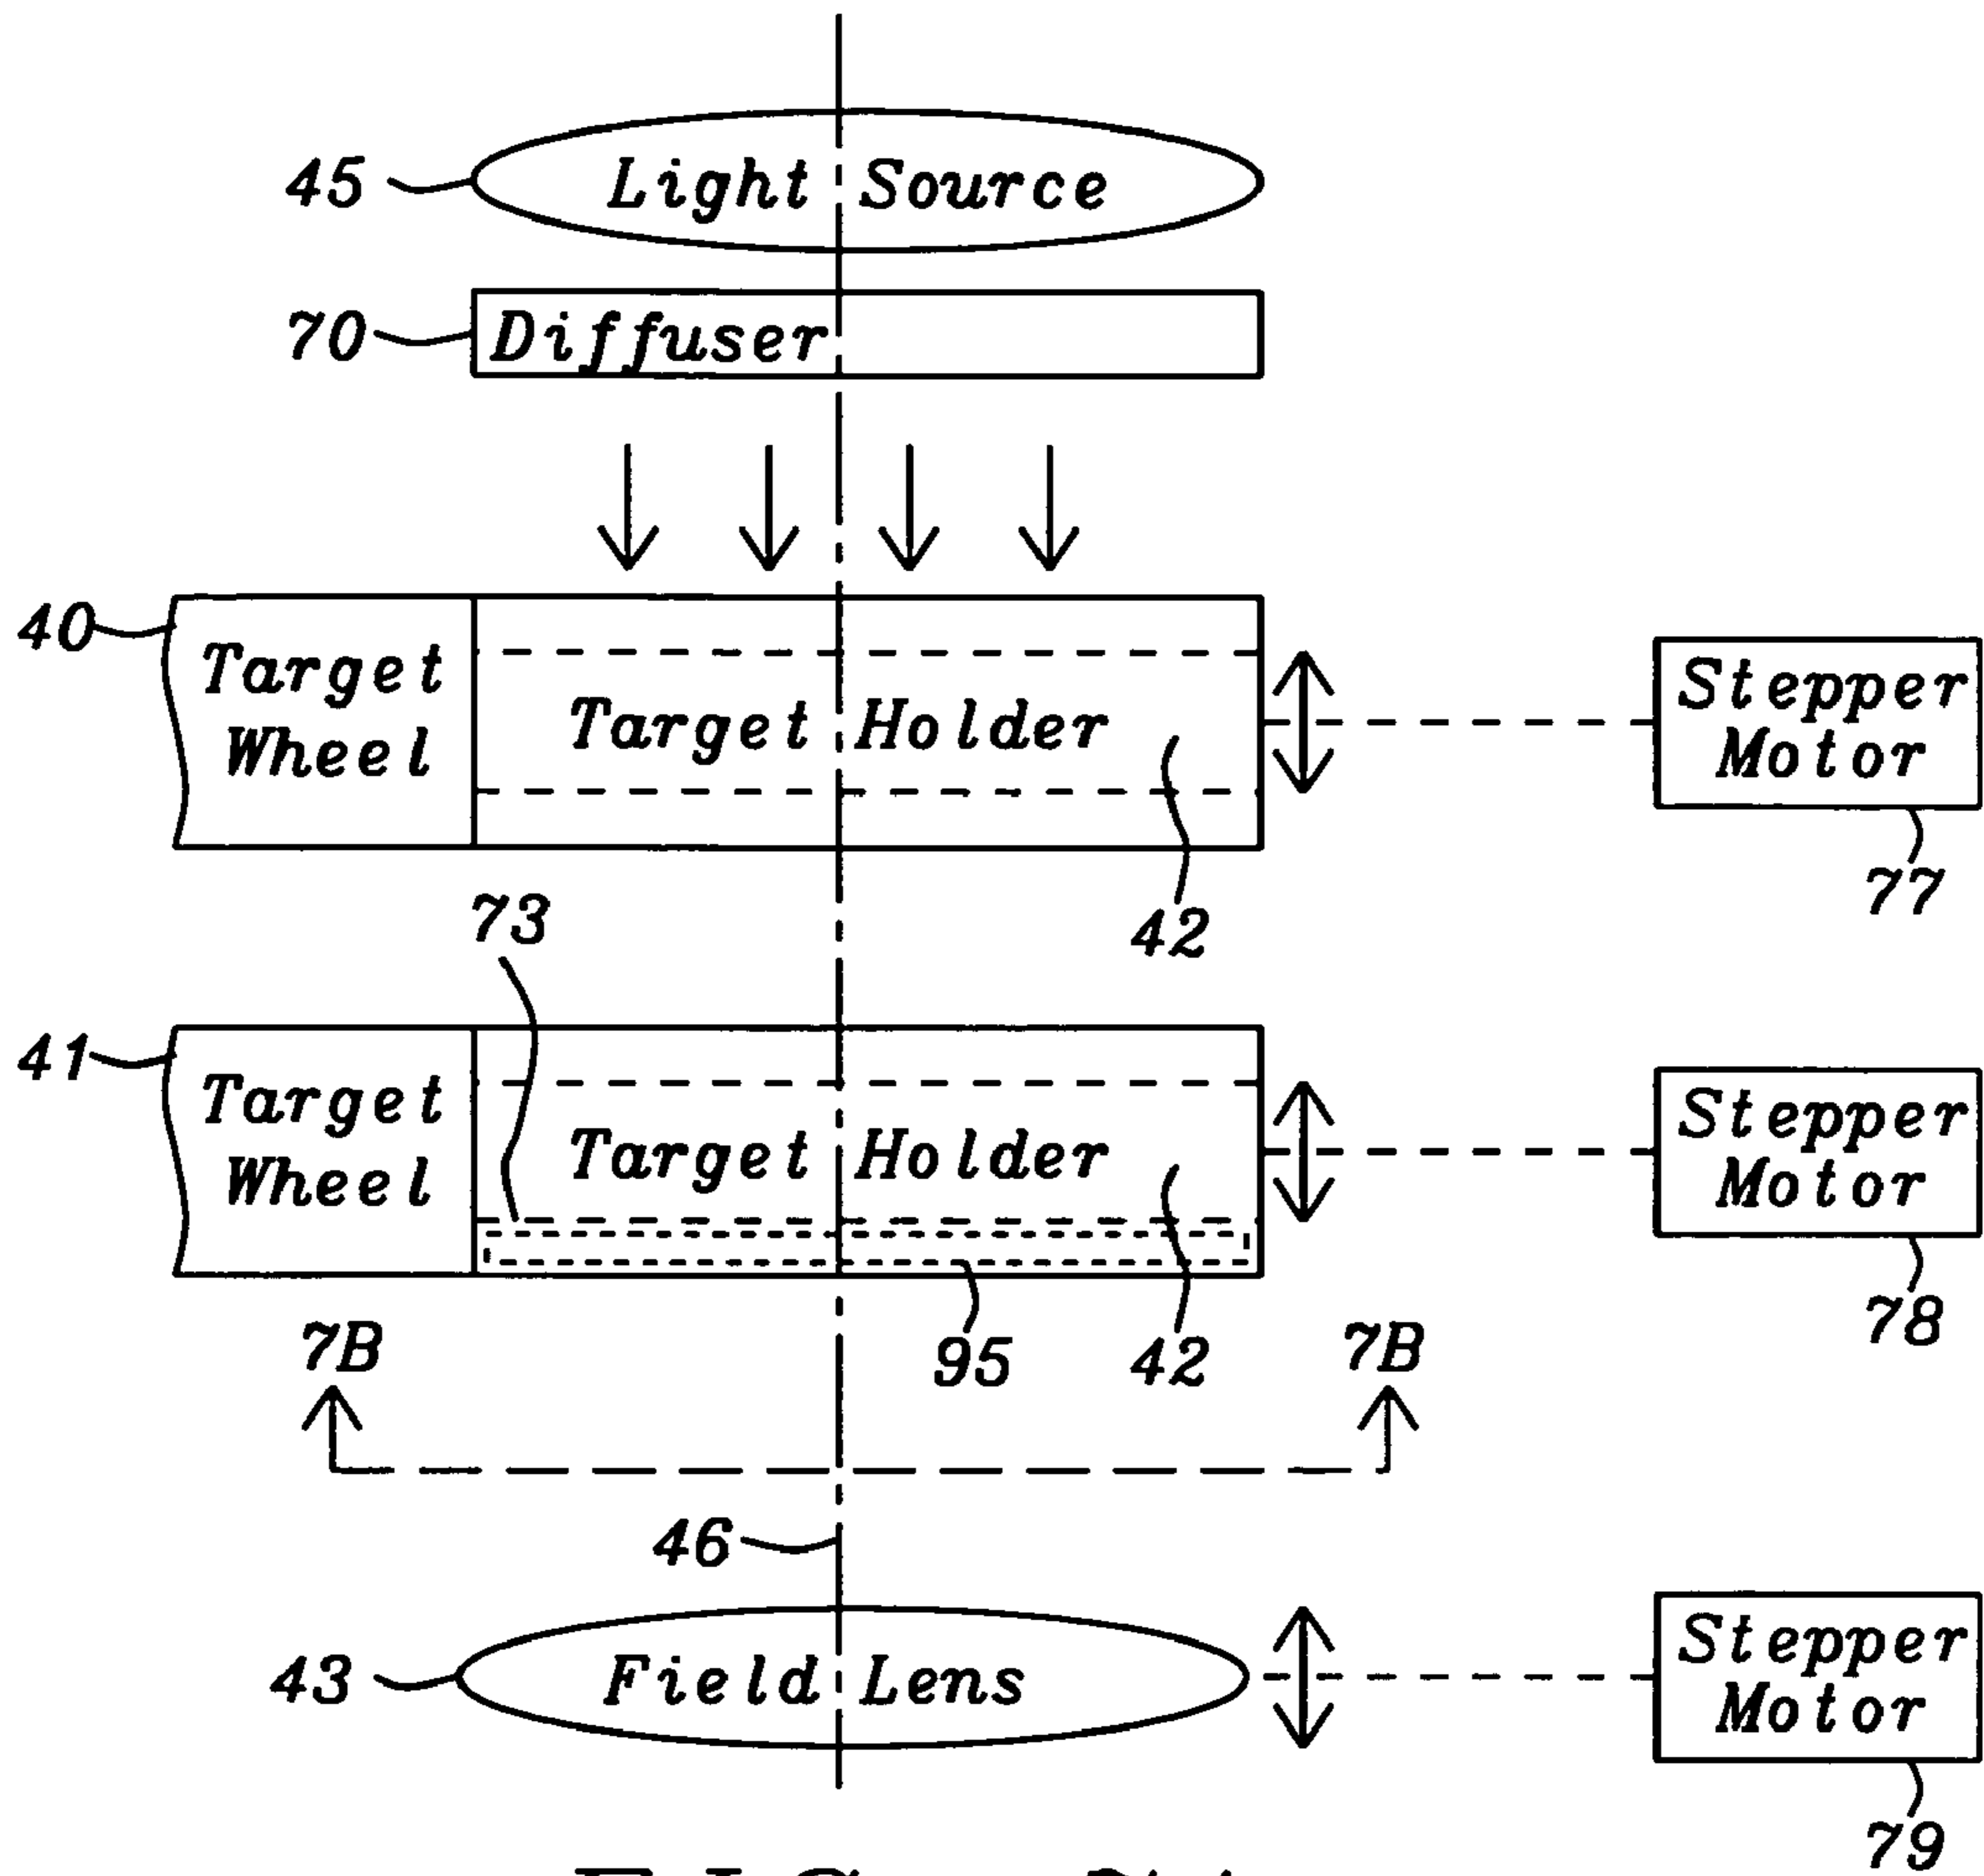 45
Light Source
70
Diffuser
40
Target
Wheel
Target Holder
Stepper
Motor
77
73
42
41
Target
Wheel
Target Holder
Stepper
Motor
78
95
42
7B
7B
46
43
Field Lens
Stepper
Motor
79